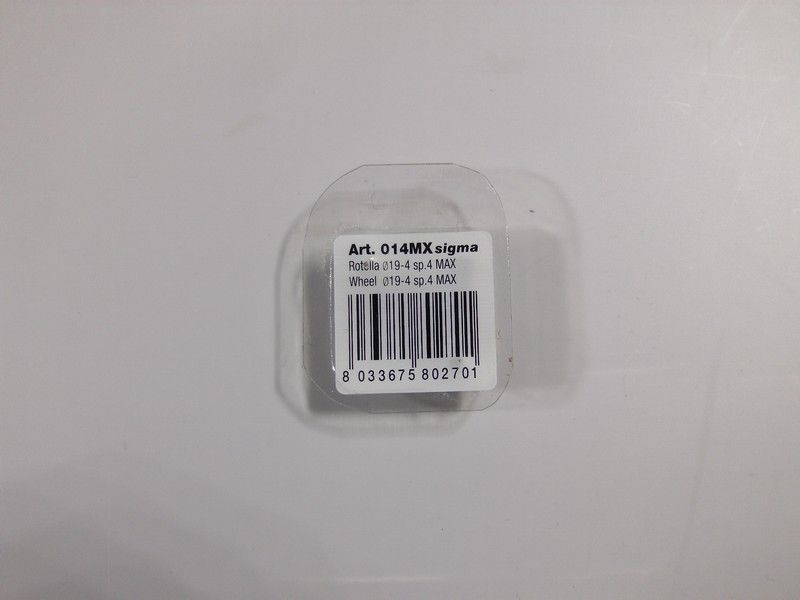 Art. 014MX sigma
Rotella Ø19-4 sp.4 MAX
Wheel Ø19-4 sp.4 MAX
8 033675 802701